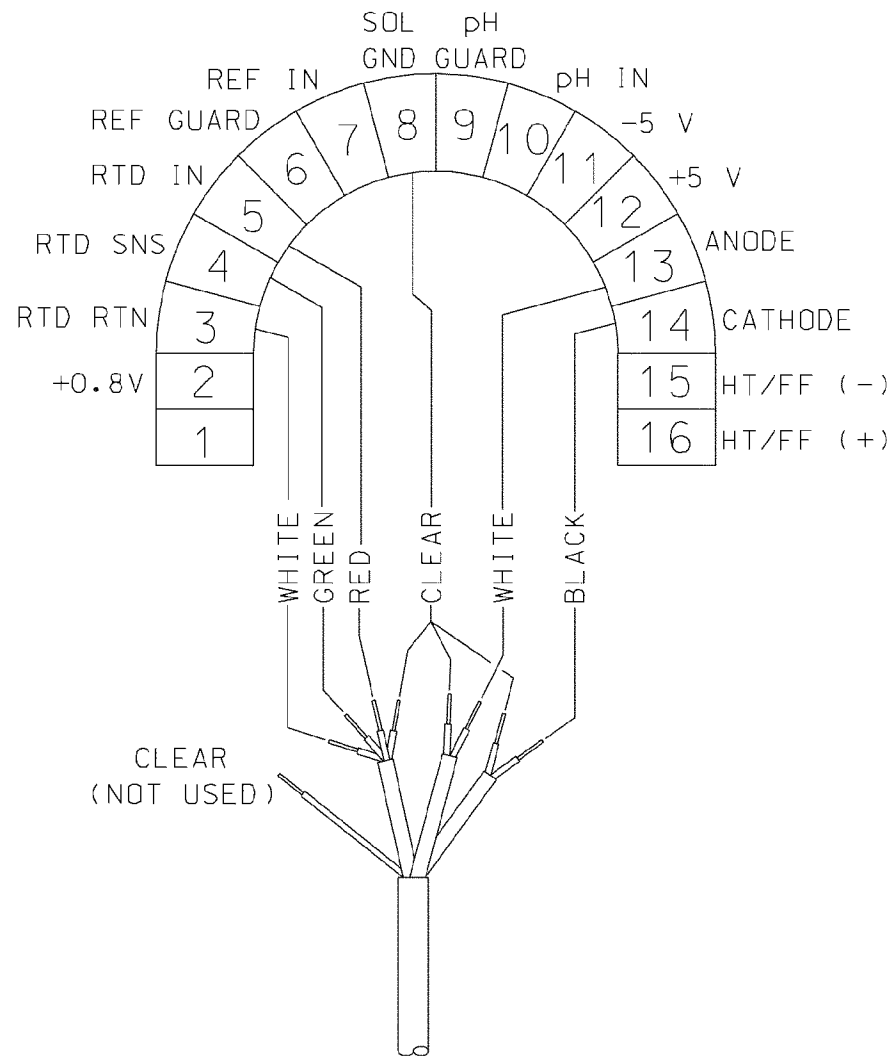 SOL pH
GND GUARD
REF IN
pH IN
REF GUARD
-5 V
RTD IN
+5 V
RTD SNS
ANODE
RTD RTN
CATHODE
+0.8V
HT/FF (-)
HT/FF (+)
1
2
3
4
5
6
7
8
9
10
11
12
13
14
15
16
WHITE
GREEN
RED
CLEAR
WHITE
BLACK
CLEAR
(NOT USED)